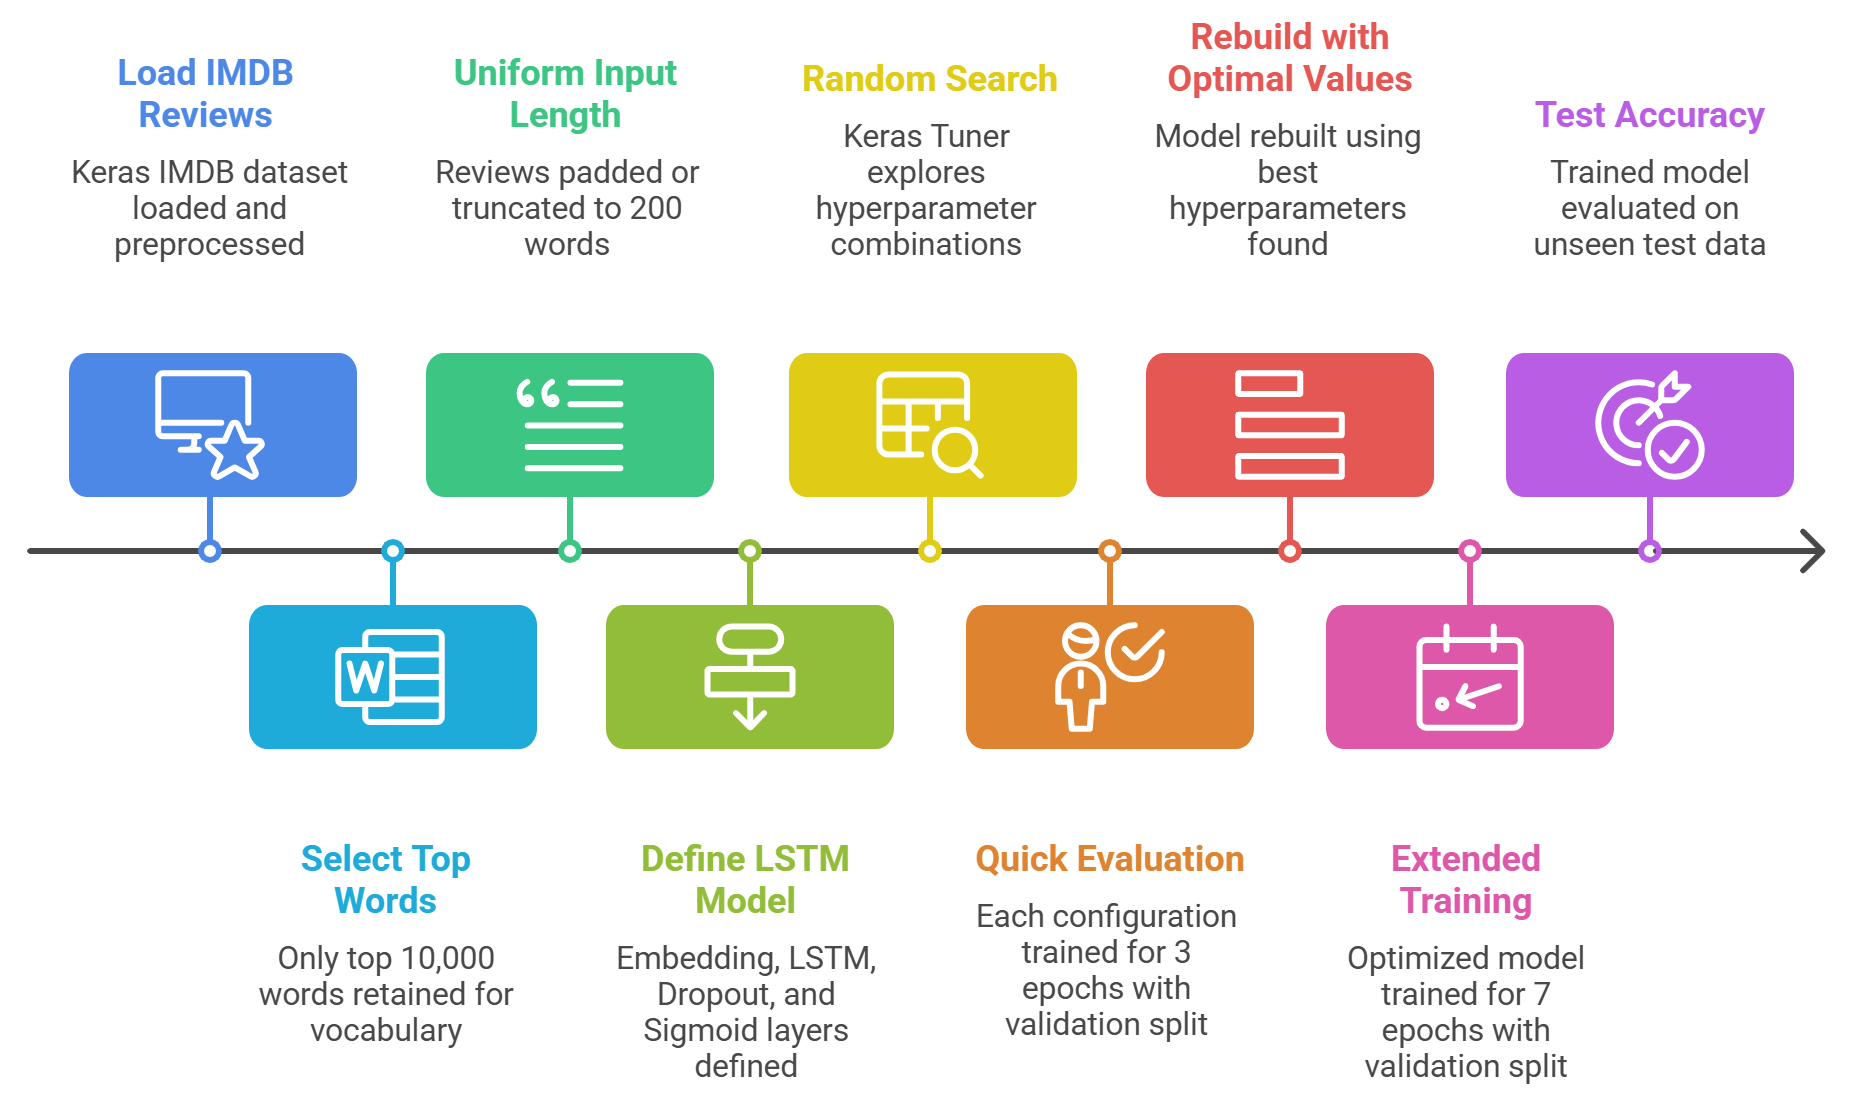 Load IMDB
Reviews
Keras IMDB dataset
loaded and
preprocessed
W
Select Top
Words
Only top 10,000
words retained for
vocabulary
Uniform Input
Length
Reviews padded or
truncated to 200
words
Define LSTM
Model
Embedding, LSTM,
Dropout, and
Sigmoid layers
defined
Random Search
Keras Tuner
explores
hyperparameter
combinations
Quick Evaluation
Each configuration
trained for 3
epochs with
validation split
Rebuild with
Optimal Values
Model rebuilt using
best
hyperparameters
found
Extended
Training
Optimized model
trained for 7
epochs with
validation split
Test Accuracy
Trained model
evaluated on
unseen test data